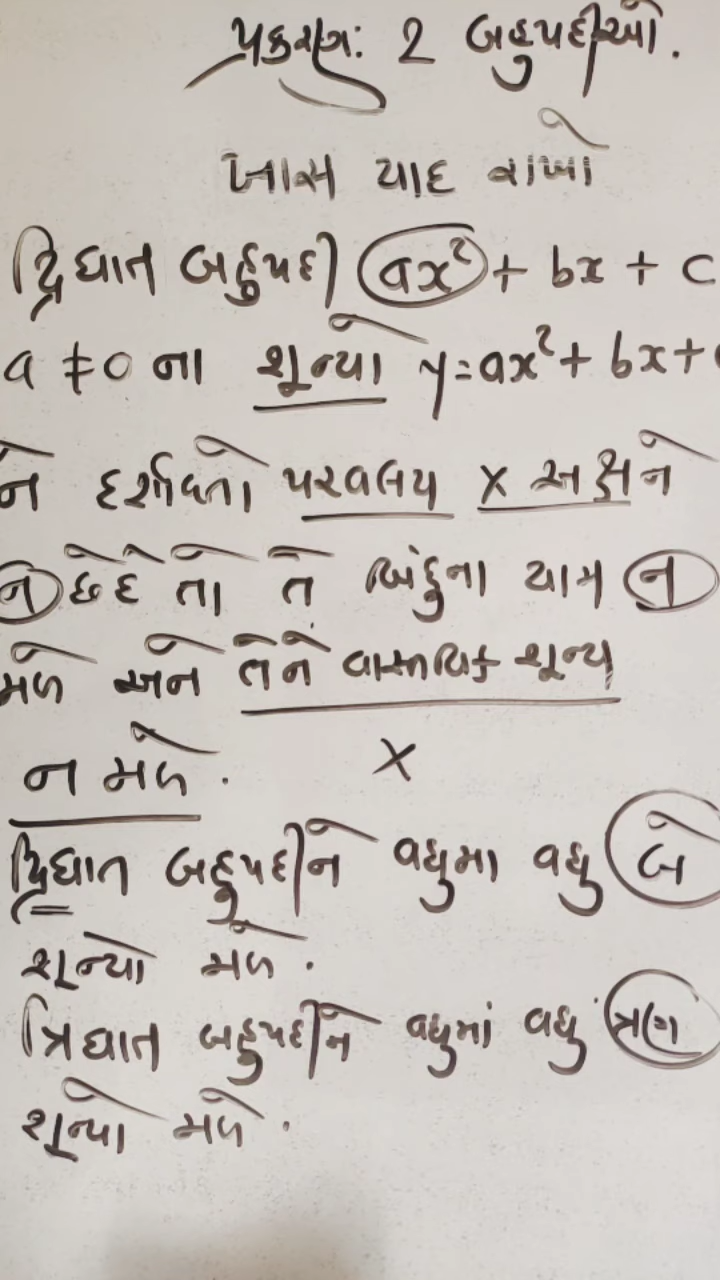 પ્રકરણ: 2 બહુપદીઓ.
ખાસ યાદ રાખો
દ્વિઘાત બહુપદી ax² + bx + c
a ≠ 0 ના શૂન્યો y = ax² + bx +
ને દર્શાવતો પરવલય x અક્ષને
ન છેદે તો તે બિંદુના યામ ન
મળે અને તેને વાસ્તવિક શૂન્ય
ન મળે. X
દ્વિઘાત બહુપદીને વધુમા વધુ બે
શૂન્યો મળે.
ત્રિઘાત બહુપદીને વધુમાં વધુ ત્રણ
શૂન્યો મળે.